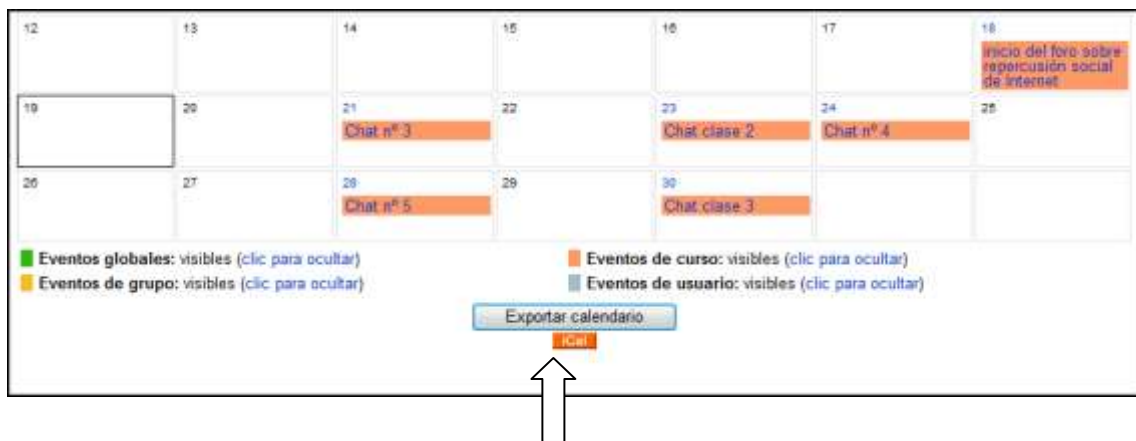 12 13 14 15 16 17 18
inicio del foro sobre
repercusión social
de Internet
19 20 21 22 23 24 25
Chat nº 3 Chat clase 2 Chat nº 4
26 27 28 29 30
Chat nº 5 Chat clase 3
Eventos globales: visibles (clic para ocultar) Eventos de curso: visibles (clic para ocultar)
Eventos de grupo: visibles (clic para ocultar) Eventos de usuario: visibles (clic para ocultar)
Exportar calendario
iCal